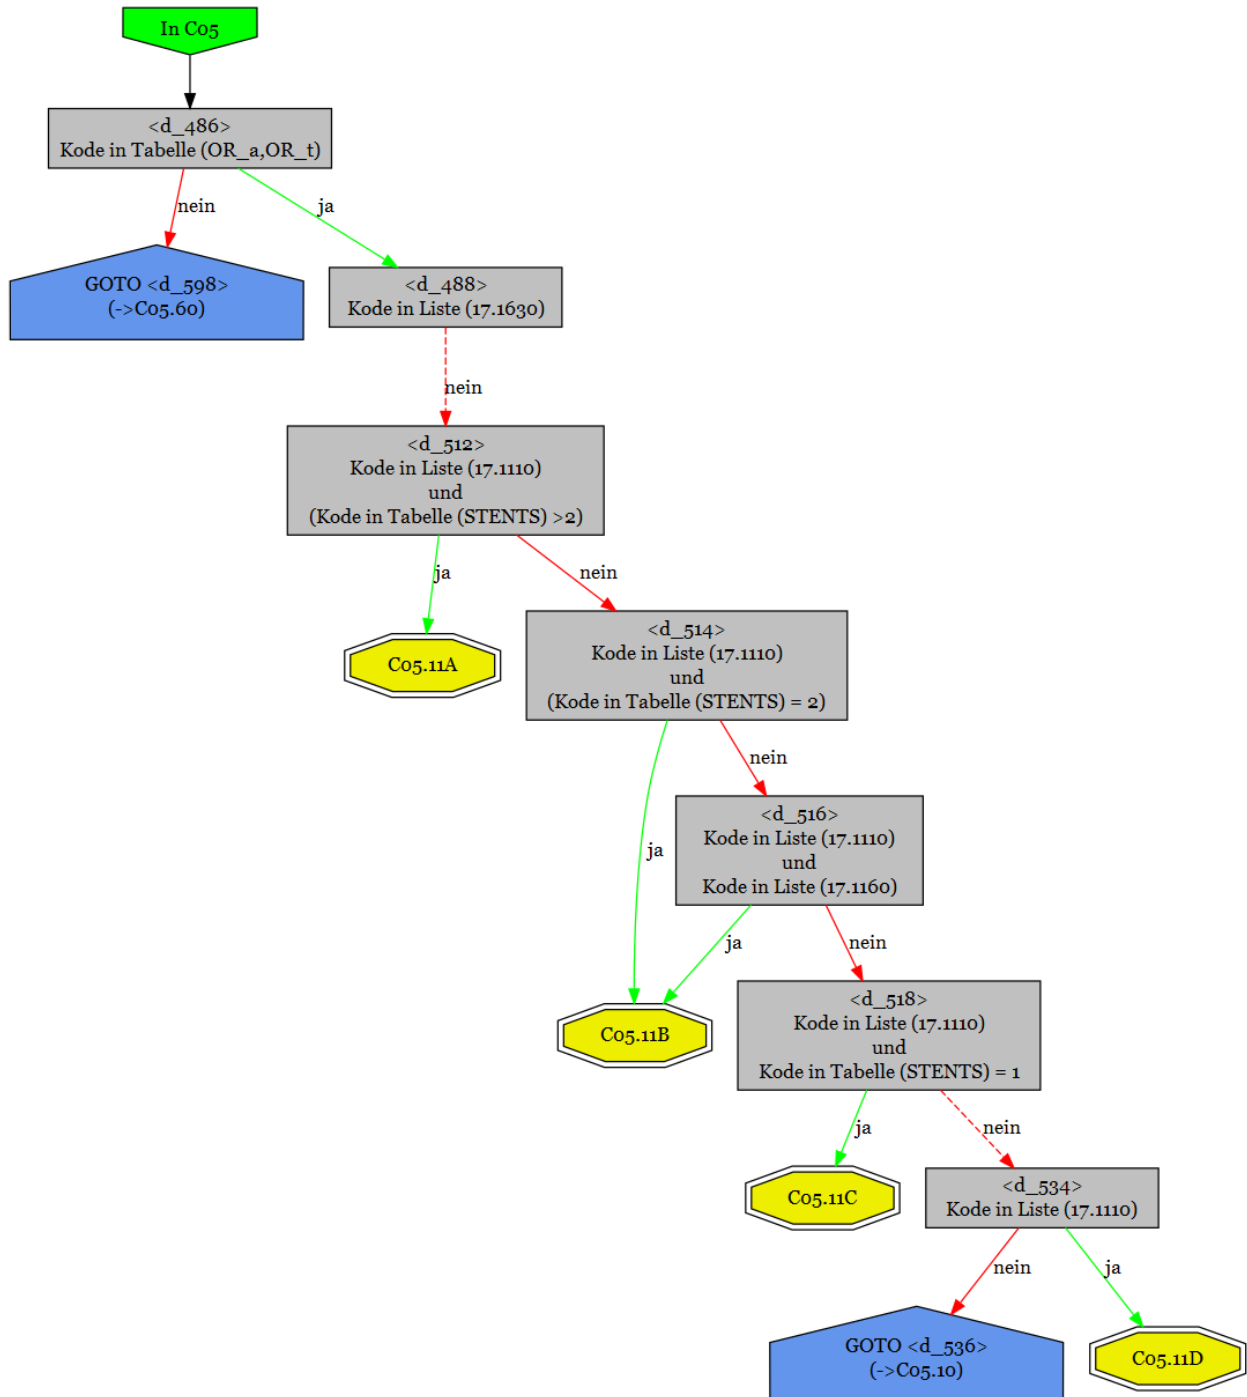 In C05
<d_486>
Kode in Tabelle (OR_a,OR_t)
nein
ja
GOTO <d_598>
(->C05.60)
<d_488>
Kode in Liste (17.1630)
nein
<d_512>
Kode in Liste (17.1110)
und
(Kode in Tabelle (STENTS) >2)
ja
nein
C05.11A
<d_514>
Kode in Liste (17.1110)
und
(Kode in Tabelle (STENTS) = 2)
nein
ja
<d_516>
Kode in Liste (17.1110)
und
Kode in Liste (17.1160)
ja
nein
C05.11B
<d_518>
Kode in Liste (17.1110)
und
Kode in Tabelle (STENTS) = 1
ja
nein
C05.11C
<d_534>
Kode in Liste (17.1110)
nein
ja
GOTO <d_536>
(->C05.10)
C05.11D